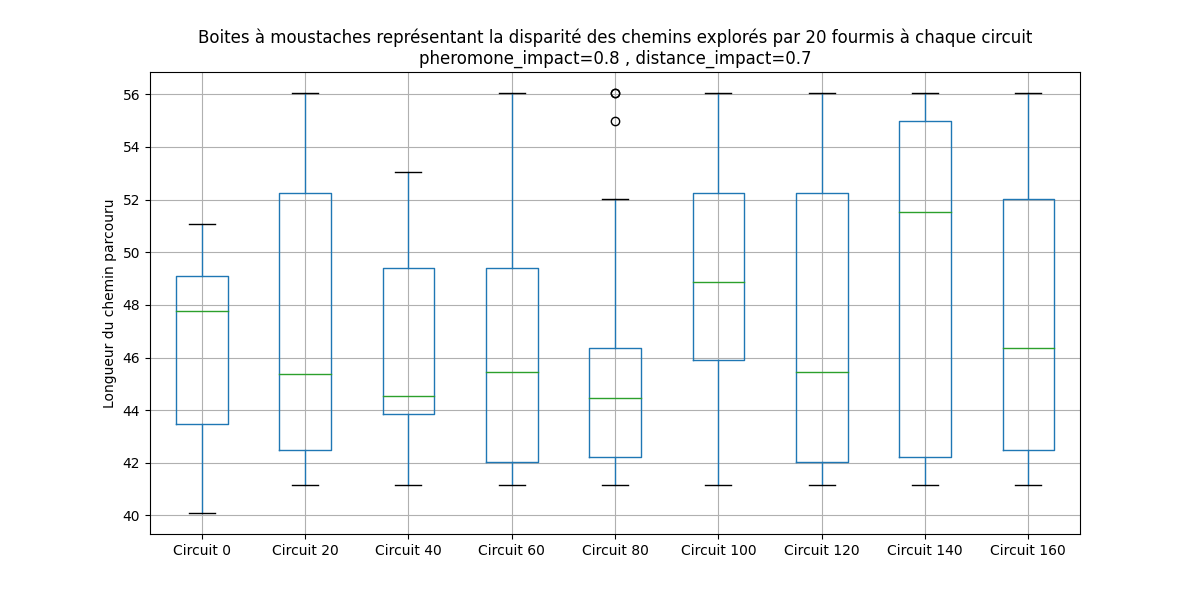 Boites à moustaches représentant la disparité des chemins explorés par 20 fourmis à chaque circuit
pheromone_impact=0.8 , distance_impact=0.7
Longueur du chemin parcouru
56
54
52
50
48
46
44
42
40
Circuit 0
Circuit 20
Circuit 40
Circuit 60
Circuit 80
Circuit 100
Circuit 120
Circuit 140
Circuit 160